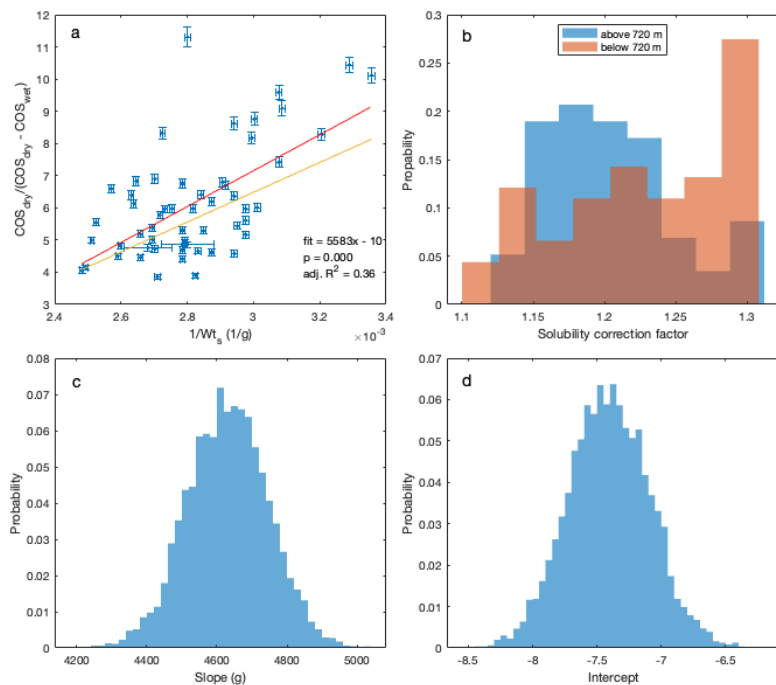 a
COS_dry/(COS_dry - COS_wet)
12
11
10
9
8
7
6
5
4
3
fit = 5583x - 10
p = 0.000
adj. R² = 0.36
2.4 2.6 2.8 3 3.2 3.4
1/Wt_s (1/g)
×10⁻³
b
above 720 m
below 720 m
Propability
0.3
0.25
0.2
0.15
0.1
0.05
0
1.1 1.15 1.2 1.25 1.3
Solubility correction factor
c
Probability
0.08
0.07
0.06
0.05
0.04
0.03
0.02
0.01
0
4200 4400 4600 4800 5000
Slope (g)
d
Probability
0.07
0.06
0.05
0.04
0.03
0.02
0.01
0
-8.5 -8 -7.5 -7 -6.5
Intercept